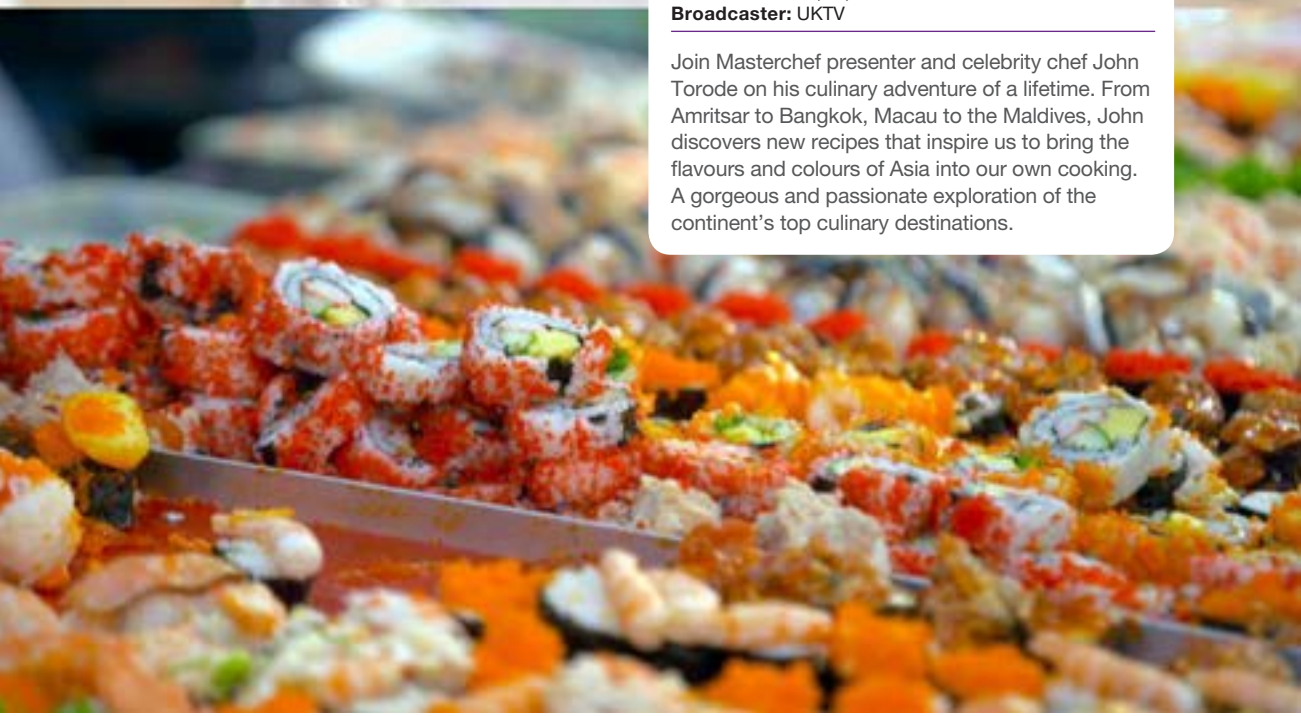 Broadcaster: UKTV
Join Masterchef presenter and celebrity chef John
Torode on his culinary adventure of a lifetime. From
Amritsar to Bangkok, Macau to the Maldives, John
discovers new recipes that inspire us to bring the
flavours and colours of Asia into our own cooking.
A gorgeous and passionate exploration of the
continent’s top culinary destinations.